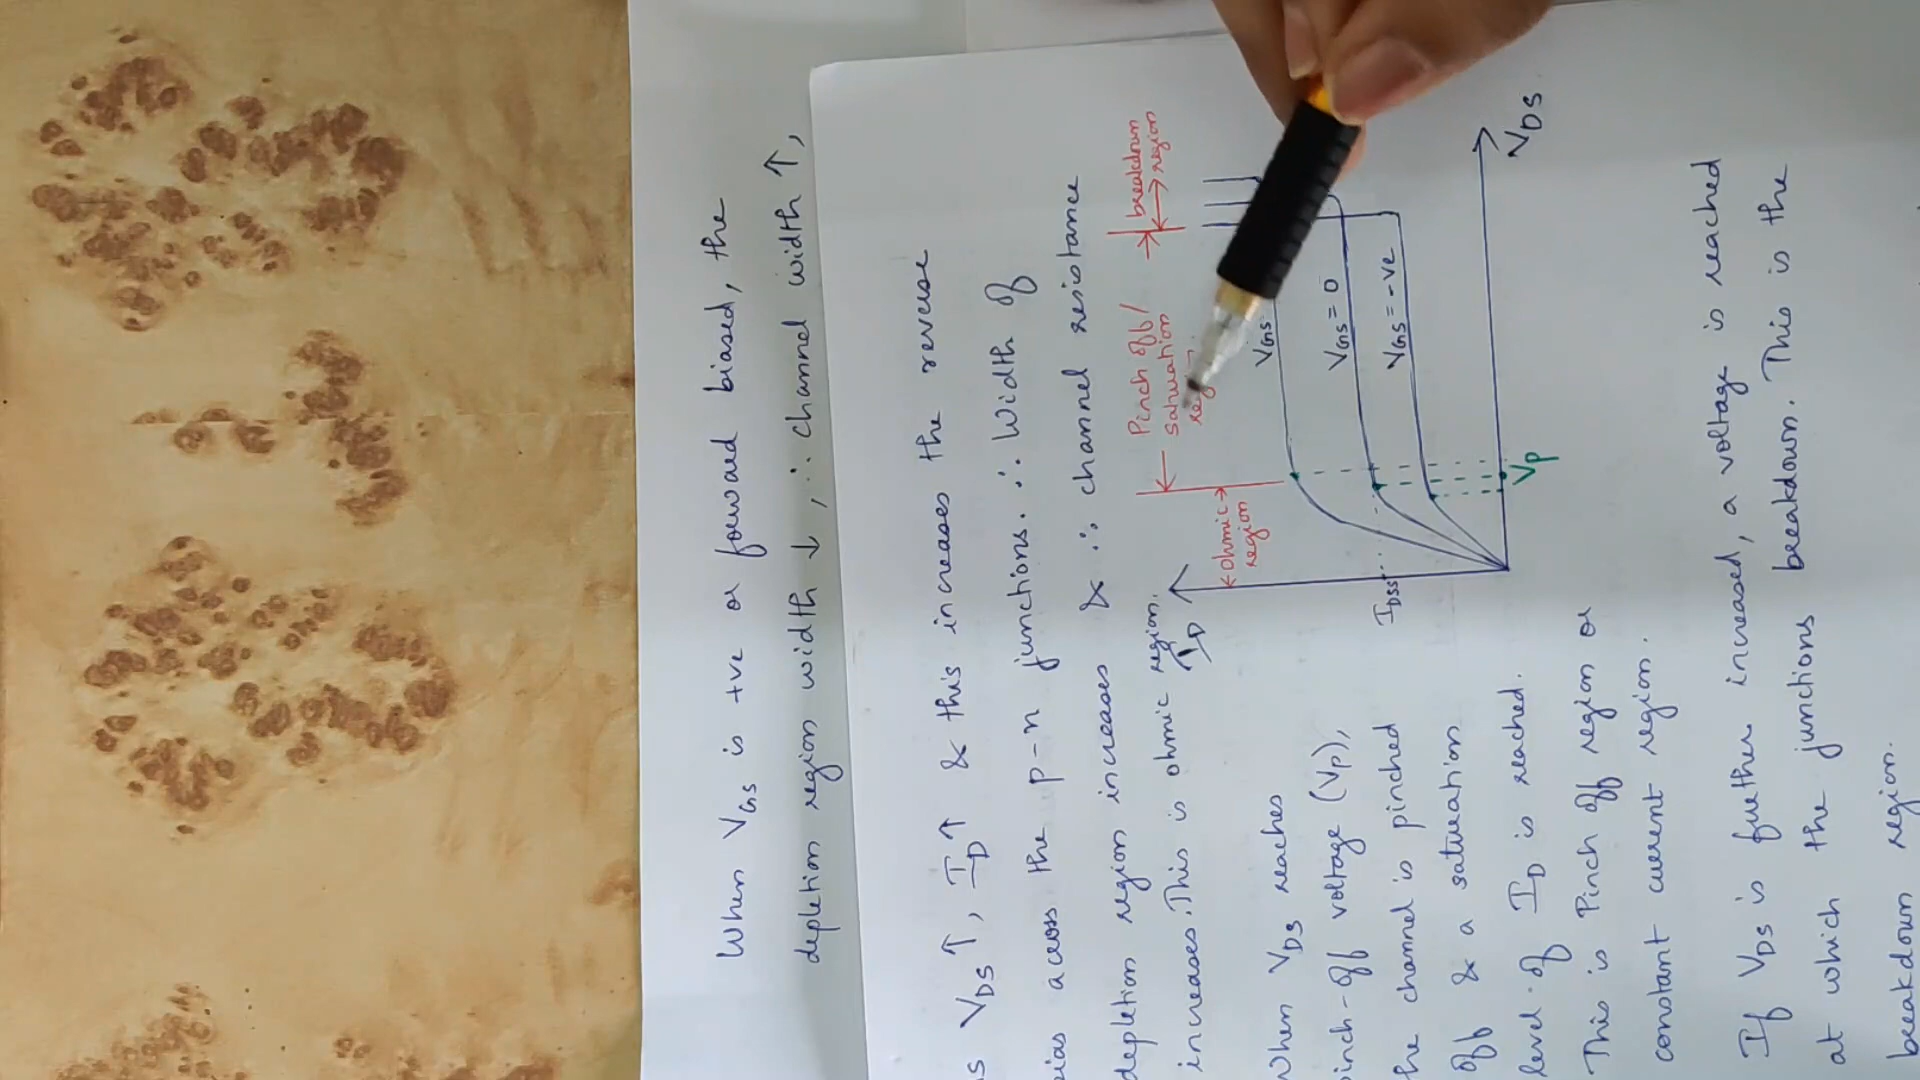 When VGS is +ve or forward biased, the
depletion region width ↓, ∴ channel width ↑,
VDS ↑, ID ↑ & this increases the reverse
across the p-n junctions. ∴ Width of
depletion region increases & ∴ channel resistance
increases. This is ohmic region.
When VDS reaches
pinch-off voltage (Vp),
the channel is pinched
off & a saturation
level of ID is reached.
This is Pinch off region or
constant current region.
ID
← ohmic →
region
← Pinch off/
saturation
breakdown
region
VGS
VGS = 0
VGS = -ve
IDSS
Vp
VDS
If VDS is further increased, a voltage is reached
at which the junctions breakdown. This is the
breakdown region.